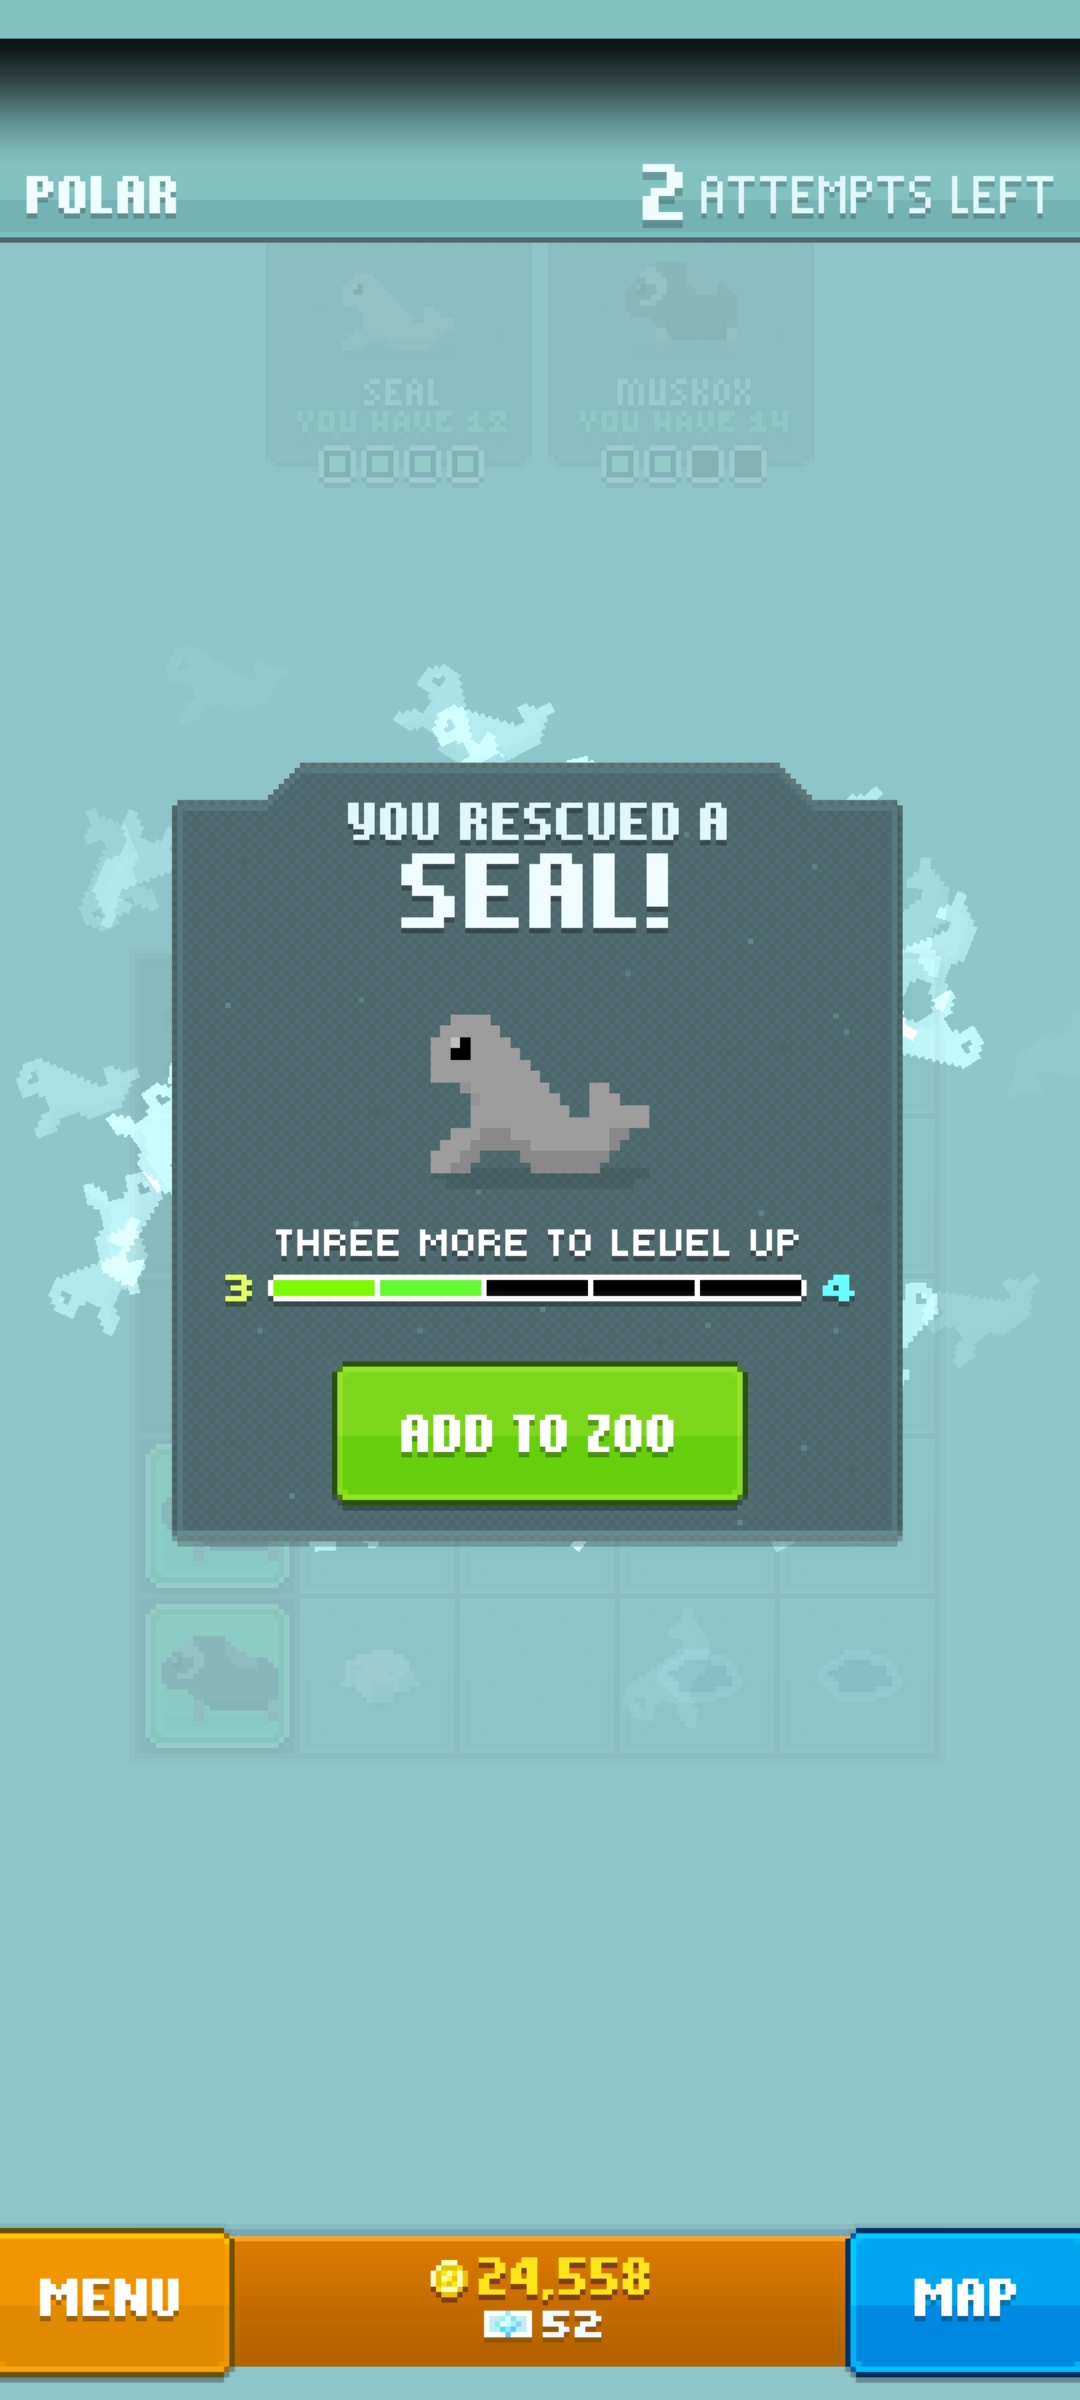 POLAR
2 ATTEMPTS LEFT
SEAL
YOU HAVE 12
MUSKOX
YOU HAVE 14
YOU RESCUED A
SEAL!
THREE MORE TO LEVEL UP
3
4
ADD TO ZOO
MENU
24,558
52
MAP